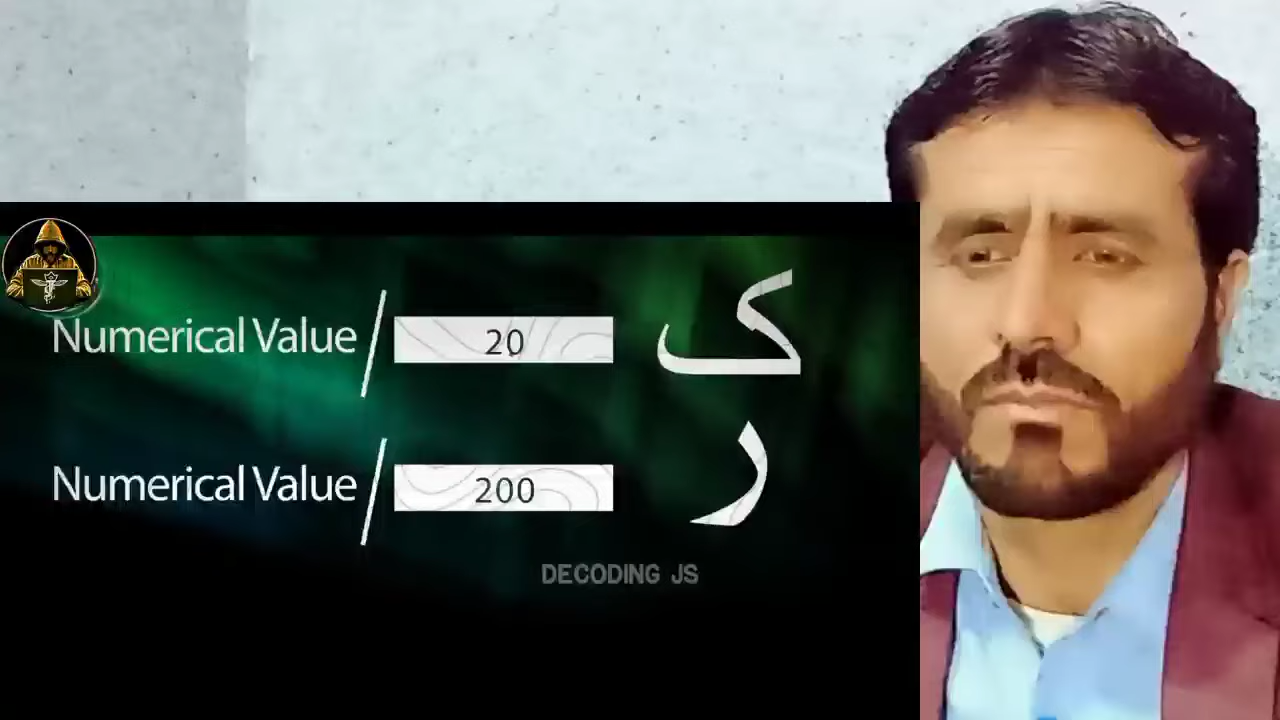 Numerical Value / 20 ک
Numerical Value / 200 ر
DECODING JS